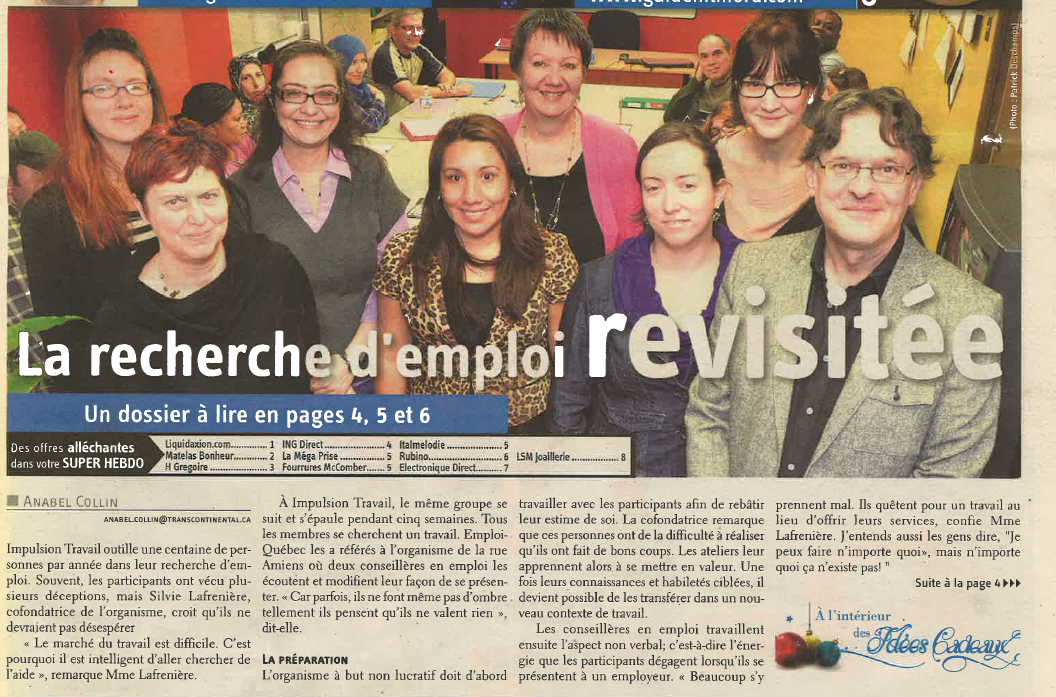 www.guidemtlnord.com
(Photo : Patrick Deschamps)
La recherche d'emploi revisitée
Un dossier à lire en pages 4, 5 et 6
Des offres alléchantes
dans votre SUPER HEBDO
Liquidaxion.com............. 1
Matelas Bonheur............ 2
H Gregoire .................... 3
ING Direct..................... 4
La Méga Prise ................ 5
Fourrures McComber...... 5
Italmelodie ................... 5
Rubino......................... 6
Electronique Direct......... 7
LSM Joaillerie ................. 8
ANABEL COLLIN
ANABEL.COLLIN@TRANSCONTINENTAL.CA
Impulsion Travail outille une centaine de per-
sonnes par année dans leur recherche d'em-
ploi. Souvent, les participants ont vécu plu-
sieurs déceptions, mais Silvie Lafrenière,
cofondatrice de l'organisme, croit qu'ils ne
devraient pas désespérer
« Le marché du travail est difficile. C'est
pourquoi il est intelligent d'aller chercher de
l'aide », remarque Mme Lafrenière.
À Impulsion Travail, le même groupe se
suit et s'épaule pendant cinq semaines. Tous
les membres se cherchent un travail. Emploi-
Québec les a référés à l'organisme de la rue
Amiens où deux conseillères en emploi les
écoutent et modifient leur façon de se présen-
ter. « Car parfois, ils ne font même pas d'ombre
tellement ils pensent qu'ils ne valent rien »,
dit-elle.
LA PRÉPARATION
L'organisme à but non lucratif doit d'abord
travailler avec les participants afin de rebâtir
leur estime de soi. La cofondatrice remarque
que ces personnes ont de la difficulté à réaliser
qu'ils ont fait de bons coups. Les ateliers leur
apprennent alors à se mettre en valeur. Une
fois leurs connaissances et habiletés ciblées, il
devient possible de les transférer dans un nou-
veau contexte de travail.
Les conseillères en emploi travaillent
ensuite l'aspect non verbal; c'est-à-dire l'éner-
gie que les participants dégagent lorsqu'ils se
présentent à un employeur. « Beaucoup s'y
prennent mal. Ils quêtent pour un travail au
lieu d'offrir leurs services, confie Mme
Lafrenière. J'entends aussi les gens dire, "Je
peux faire n'importe quoi», mais n'importe
quoi ça n'existe pas! "
Suite à la page 4
À l'intérieur
des Idées Cadeaux